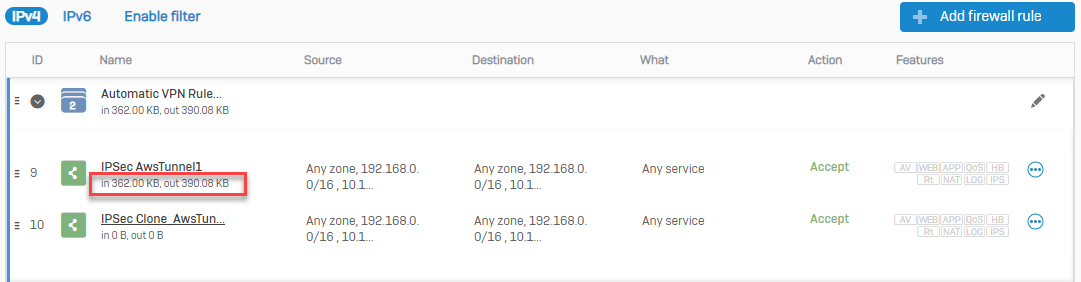 IPv4 IPv6 Enable filter Add firewall rule
ID Name Source Destination What Action Features
2 Automatic VPN Rule...
in 362.00 KB, out 390.08 KB
9 IPSec AwsTunnel1 Any zone, 192.168.0. Any zone, 192.168.0. Any service Accept AV WEB APP QoS HB
in 362.00 KB, out 390.08 KB 0/16 , 10.1... 0/16 , 10.1... Rt NAT LOG IPS
10 IPSec Clone_AwsTun... Any zone, 192.168.0. Any zone, 192.168.0. Any service Accept AV WEB APP QoS HB
in 0 B, out 0 B 0/16 , 10.1... 0/16 , 10.1... Rt NAT LOG IPS